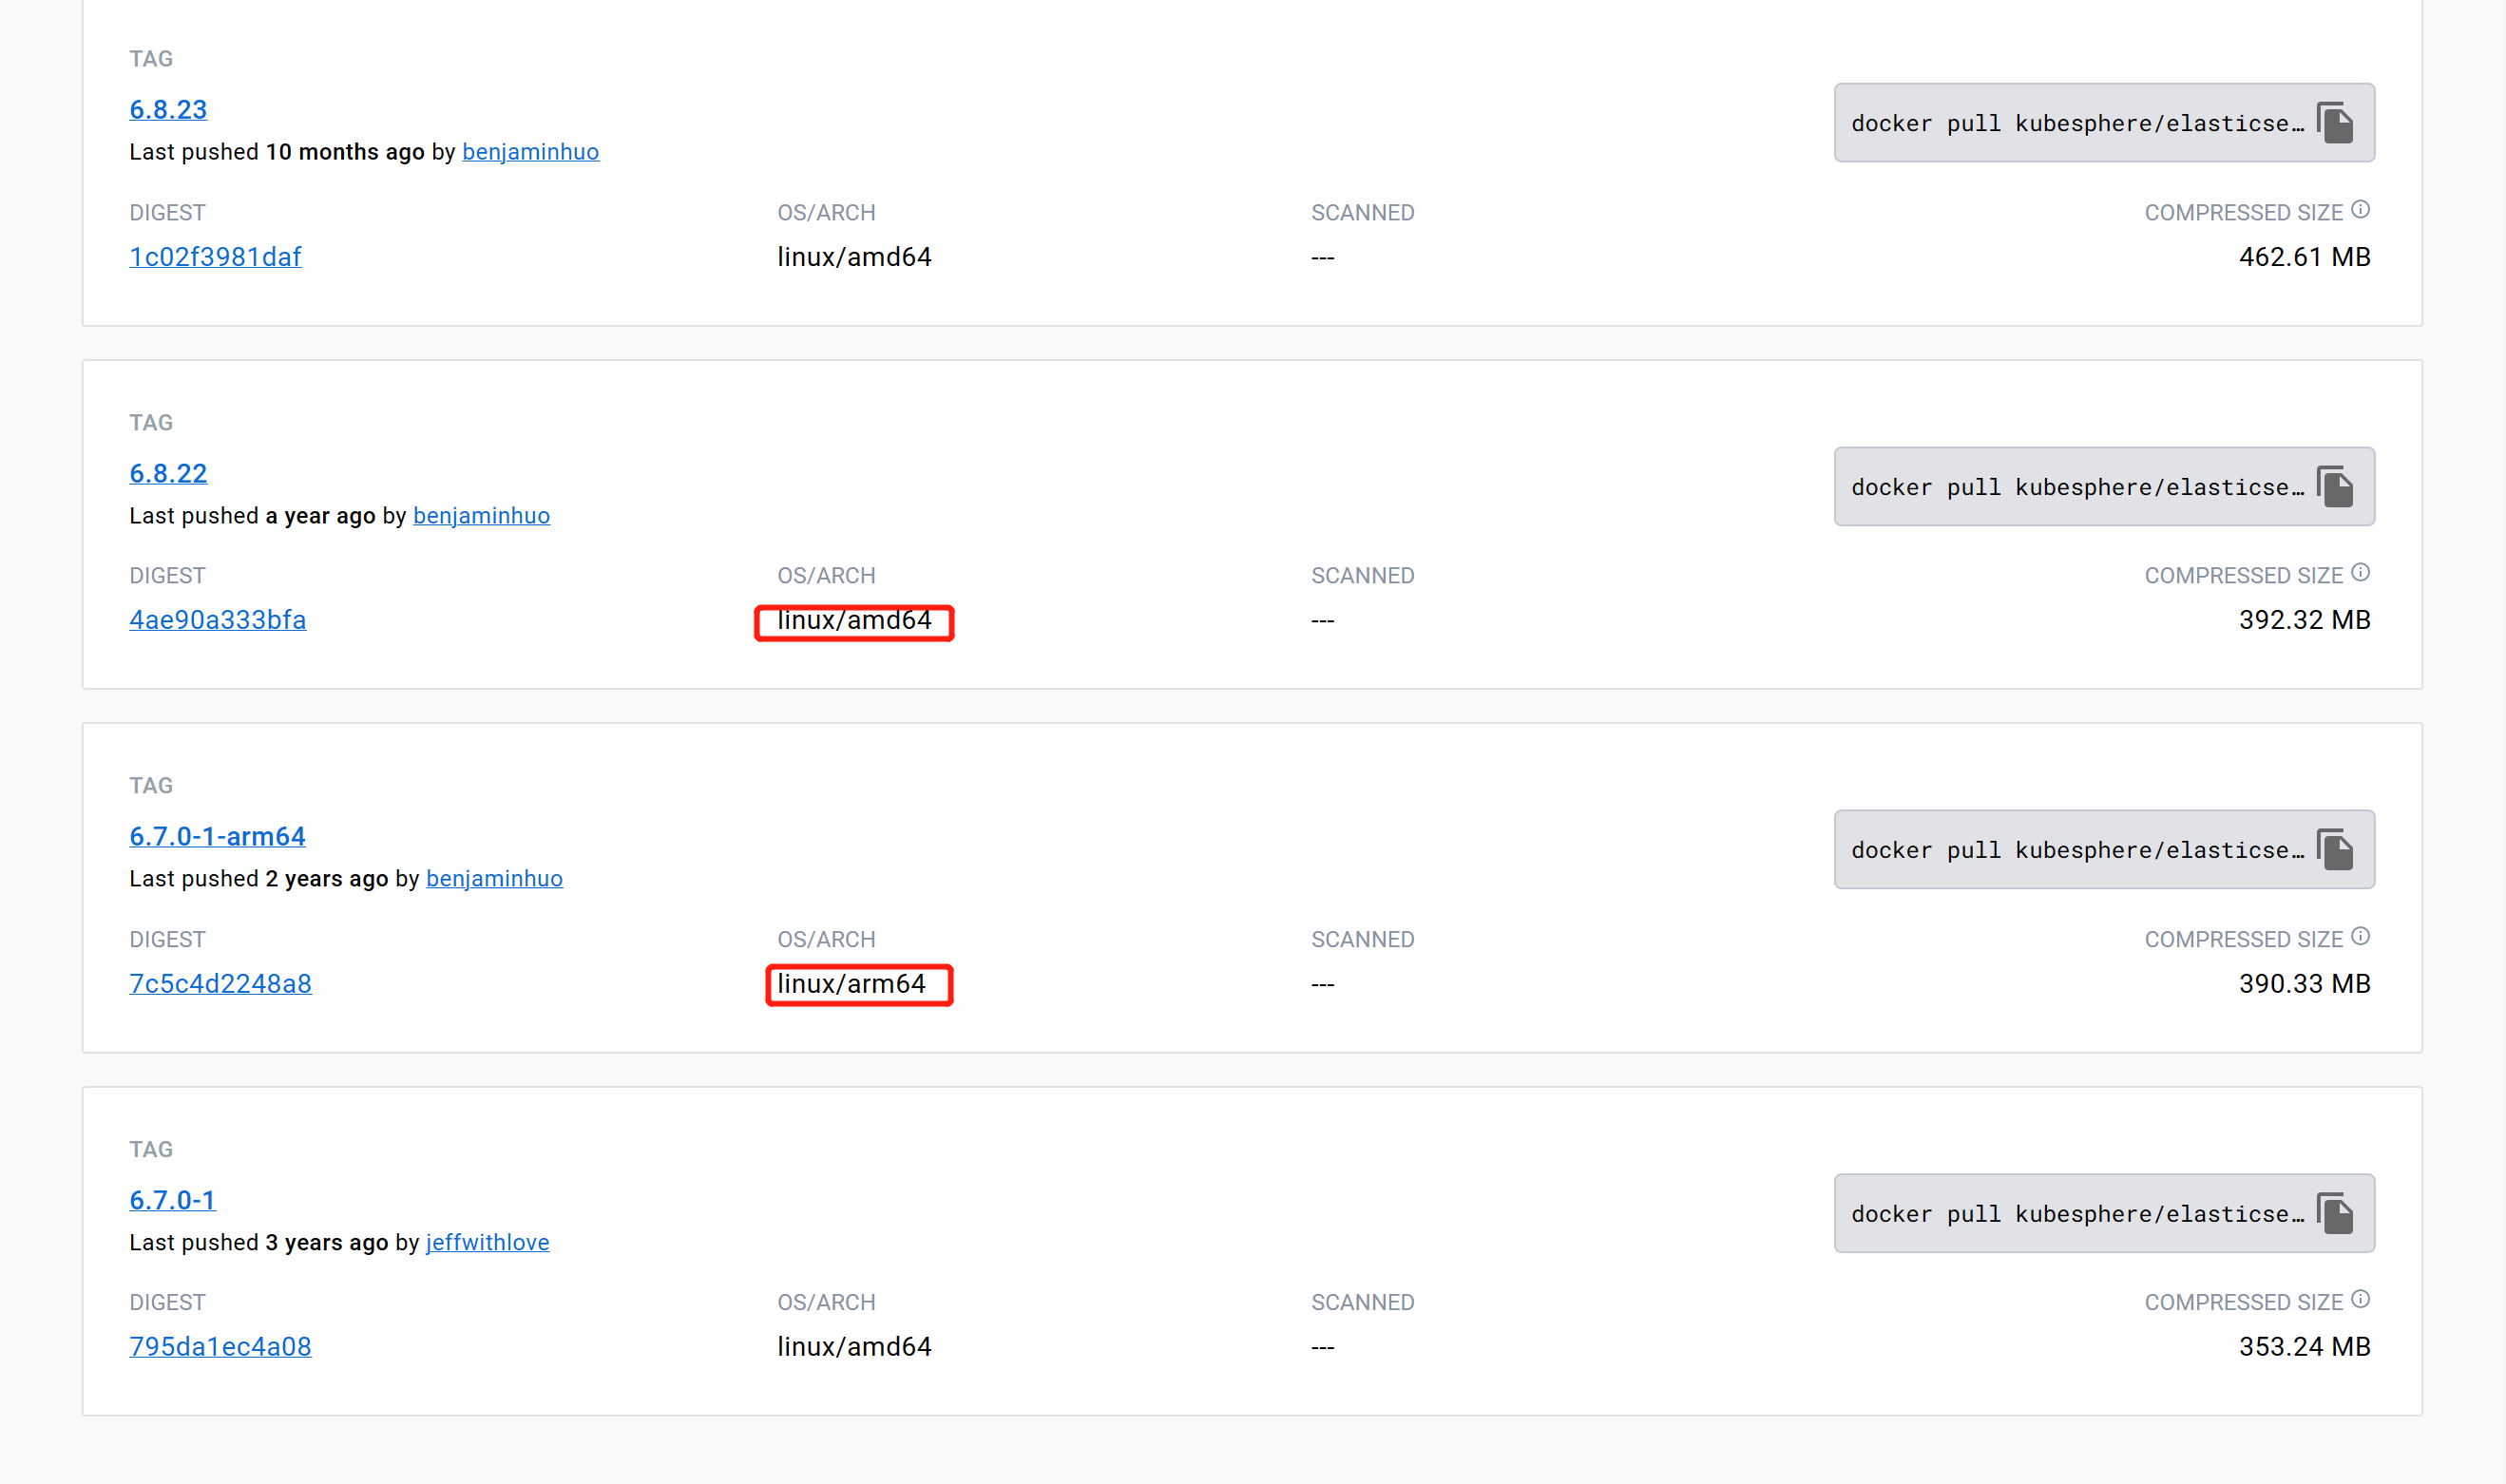 TAG
6.8.23
docker pull kubesphere/elasticse…
Last pushed 10 months ago by benjaminhuo
DIGEST OS/ARCH SCANNED COMPRESSED SIZE
1c02f3981daf linux/amd64 --- 462.61 MB
TAG
6.8.22
docker pull kubesphere/elasticse…
Last pushed a year ago by benjaminhuo
DIGEST OS/ARCH SCANNED COMPRESSED SIZE
4ae90a333bfa linux/amd64 --- 392.32 MB
TAG
6.7.0-1-arm64
docker pull kubesphere/elasticse…
Last pushed 2 years ago by benjaminhuo
DIGEST OS/ARCH SCANNED COMPRESSED SIZE
7c5c4d2248a8 linux/arm64 --- 390.33 MB
TAG
6.7.0-1
docker pull kubesphere/elasticse…
Last pushed 3 years ago by jeffwithlove
DIGEST OS/ARCH SCANNED COMPRESSED SIZE
795da1ec4a08 linux/amd64 --- 353.24 MB